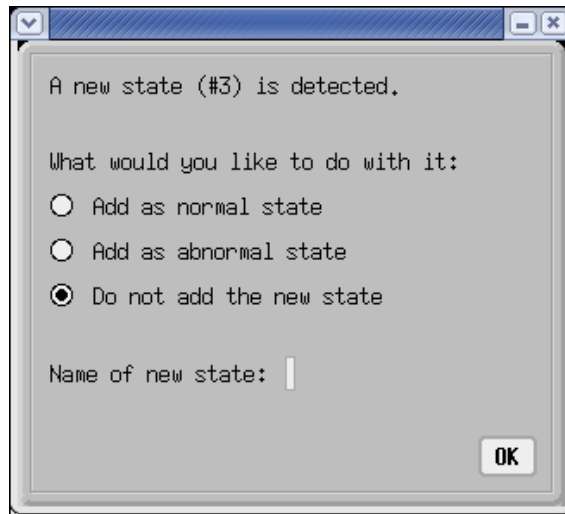 A new state (#3) is detected.
What would you like to do with it:
Add as normal state
Add as abnormal state
Do not add the new state
Name of new state:
OK